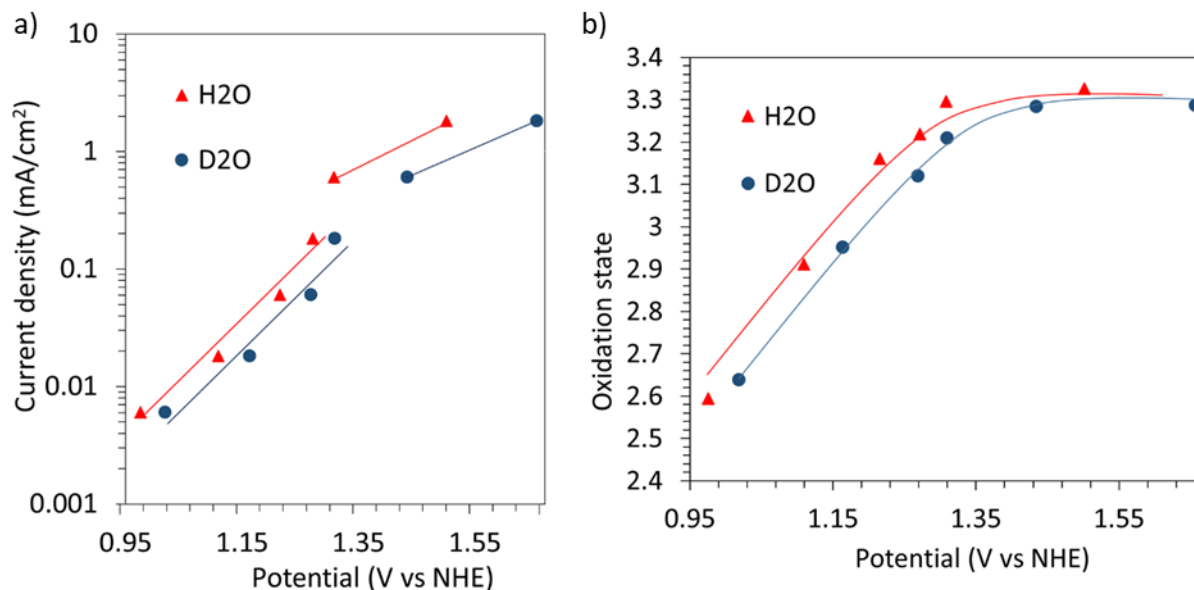 a)
Current density (mA/cm²)
10
1
0.1
0.01
0.001
H2O
D2O
0.95
1.15
1.35
1.55
Potential (V vs NHE)
b)
Oxidation state
3.4
3.3
3.2
3.1
3
2.9
2.8
2.7
2.6
2.5
2.4
H2O
D2O
0.95
1.15
1.35
1.55
Potential (V vs NHE)